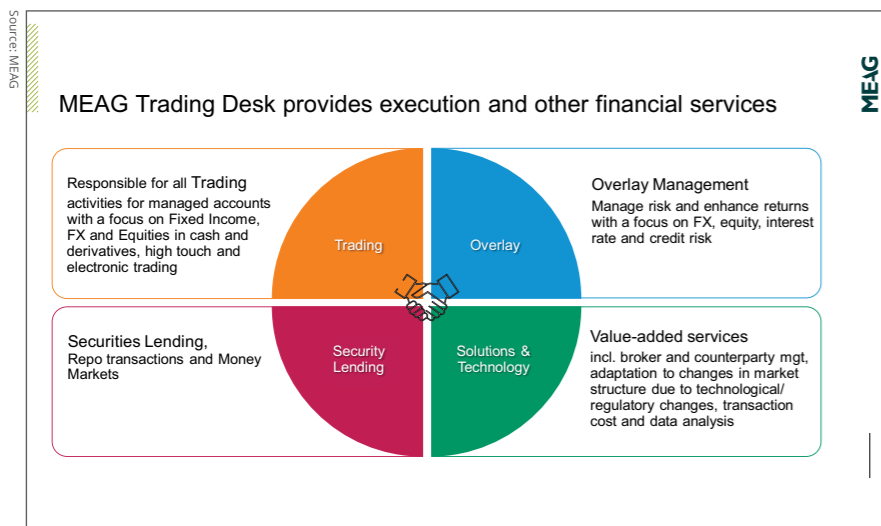 Source: MEAG
MEAG
MEAG Trading Desk provides execution and other financial services
Responsible for all Trading
activities for managed accounts
with a focus on Fixed Income,
FX and Equities in cash and
derivatives, high touch and
electronic trading
Trading
Overlay
Overlay Management
Manage risk and enhance returns
with a focus on FX, equity, interest
rate and credit risk
Securities Lending,
Repo transactions and Money
Markets
Security
Lending
Solutions &
Technology
Value-added services
incl. broker and counterparty mgt,
adaptation to changes in market
structure due to technological/
regulatory changes, transaction
cost and data analysis